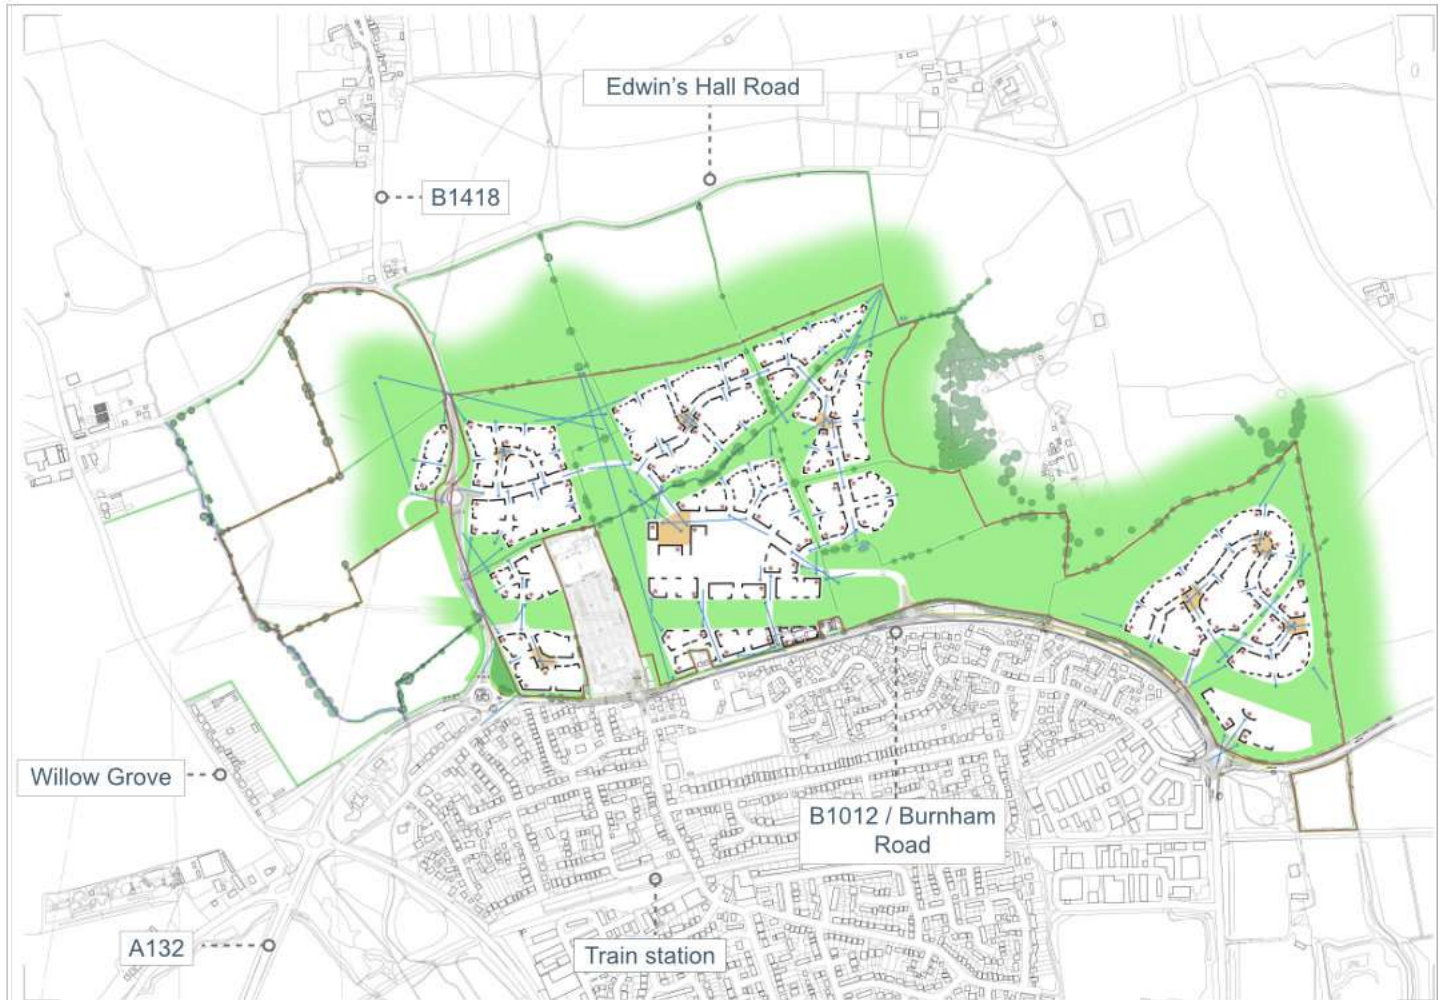 Edwin's Hall Road
B1418
Willow Grove
B1012 / Burnham
Road
A132
Train station